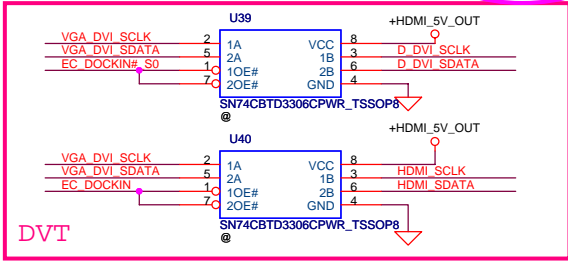 U39
+HDMI_5V_OUT
VGA_DVI_SCLK 2 1A VCC 8
VGA_DVI_SDATA 5 2A 1B 3 D_DVI_SCLK
EC_DOCKIN#_S0 1 1OE# 2B 6 D_DVI_SDATA
7 2OE# GND 4
SN74CBTD3306CPWR_TSSOP8
@
U40
+HDMI_5V_OUT
VGA_DVI_SCLK 2 1A VCC 8
VGA_DVI_SDATA 5 2A 1B 3 HDMI_SCLK
EC_DOCKIN 1 1OE# 2B 6 HDMI_SDATA
7 2OE# GND 4
SN74CBTD3306CPWR_TSSOP8
@
DVT